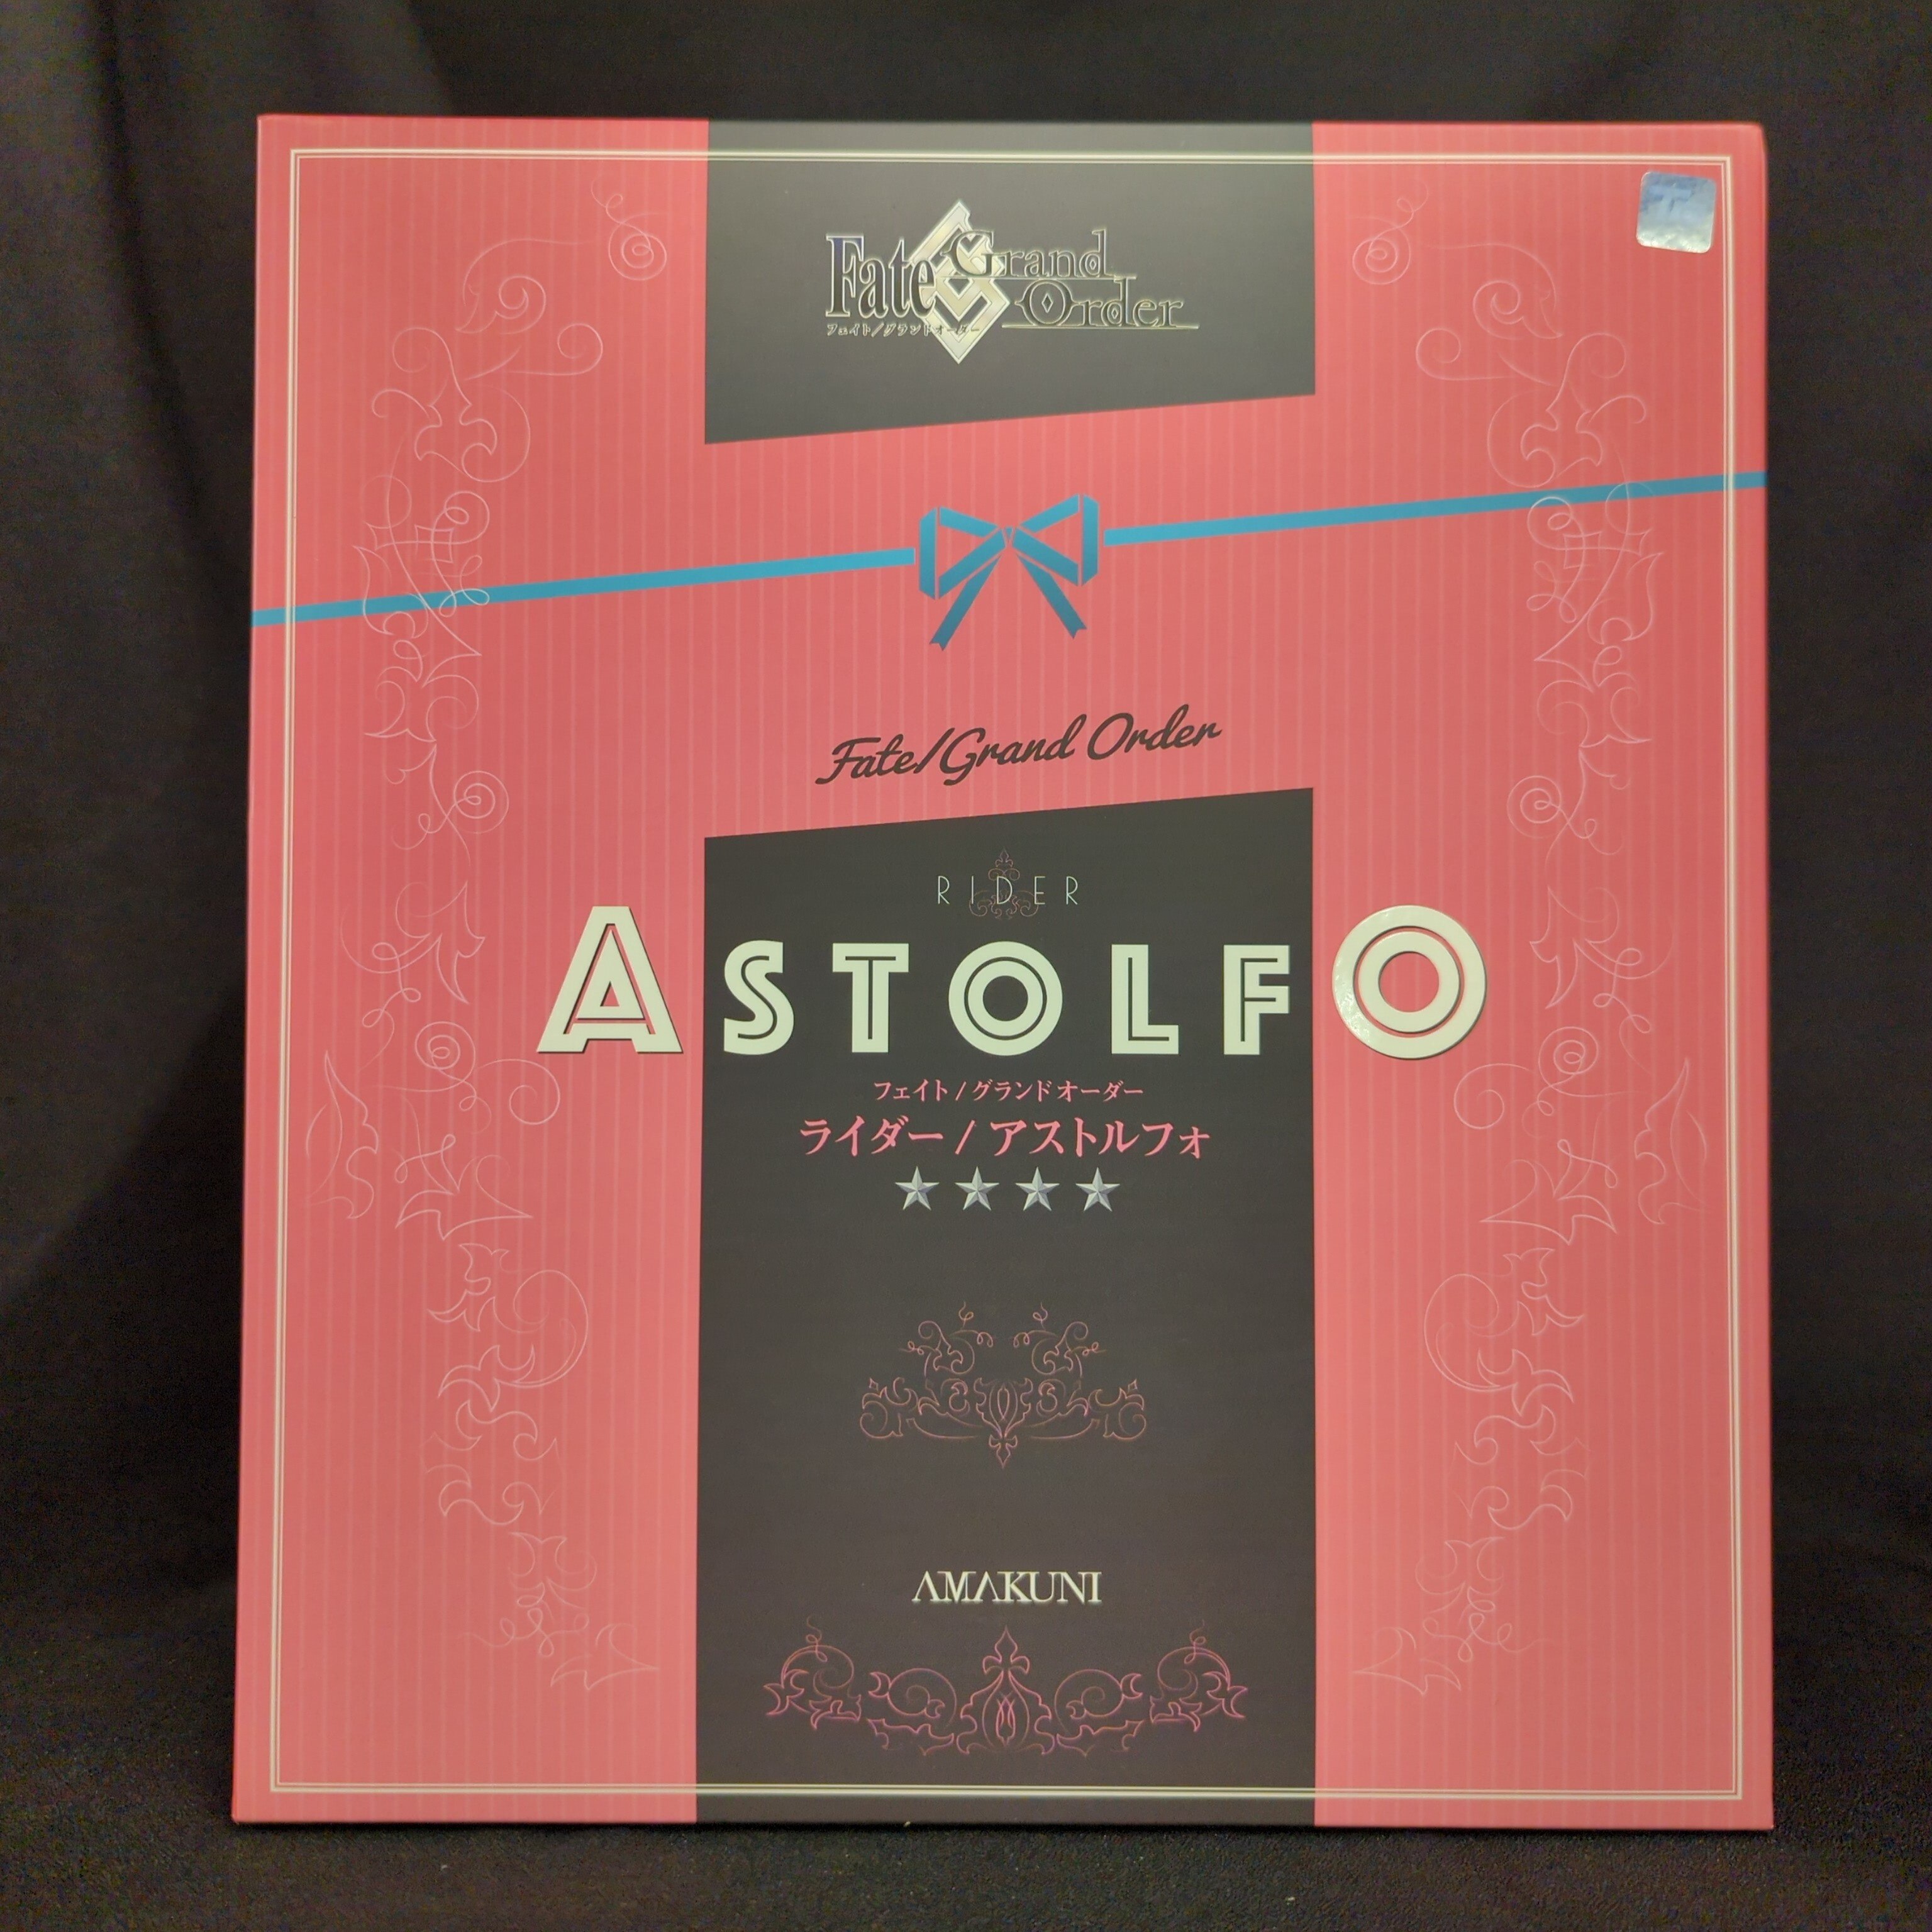 Fate Grand Order
フェイト/グランドオーダー
Fate/Grand Order
RIDER
ASTOLFO
フェイト/グランドオーダー
ライダー/アストルフォ
★★★★
AMAKUNI